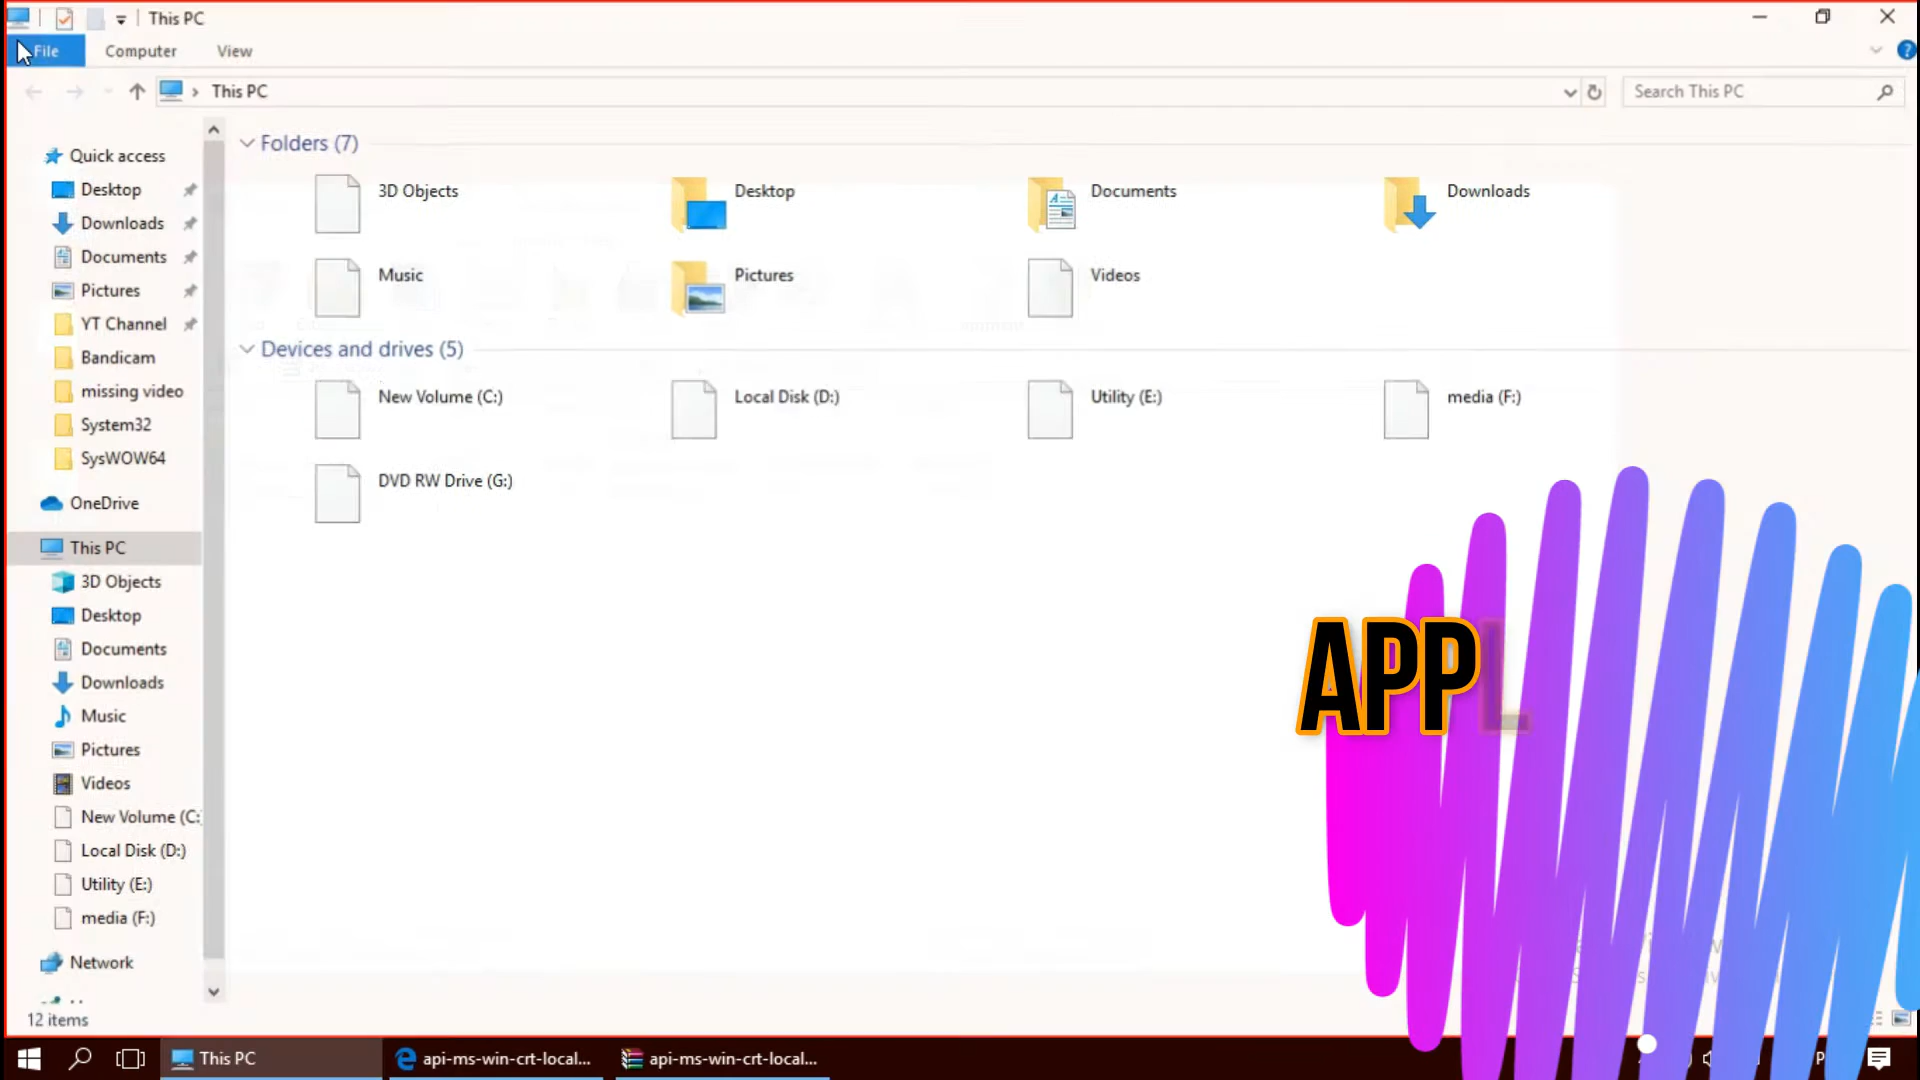 This PC
File
Computer
View
This PC
Search This PC
Quick access
Desktop
Downloads
Documents
Pictures
YT Channel
Bandicam
missing video
System32
SysWOW64
OneDrive
This PC
3D Objects
Desktop
Documents
Downloads
Music
Pictures
Videos
New Volume (C:
Local Disk (D:)
Utility (E:)
media (F:)
Network
Folders (7)
3D Objects
Desktop
Documents
Downloads
Music
Pictures
Videos
Devices and drives (5)
New Volume (C:)
Local Disk (D:)
Utility (E:)
media (F:)
DVD RW Drive (G:)
APPL
12 items
This PC
api-ms-win-crt-local...
api-ms-win-crt-local...